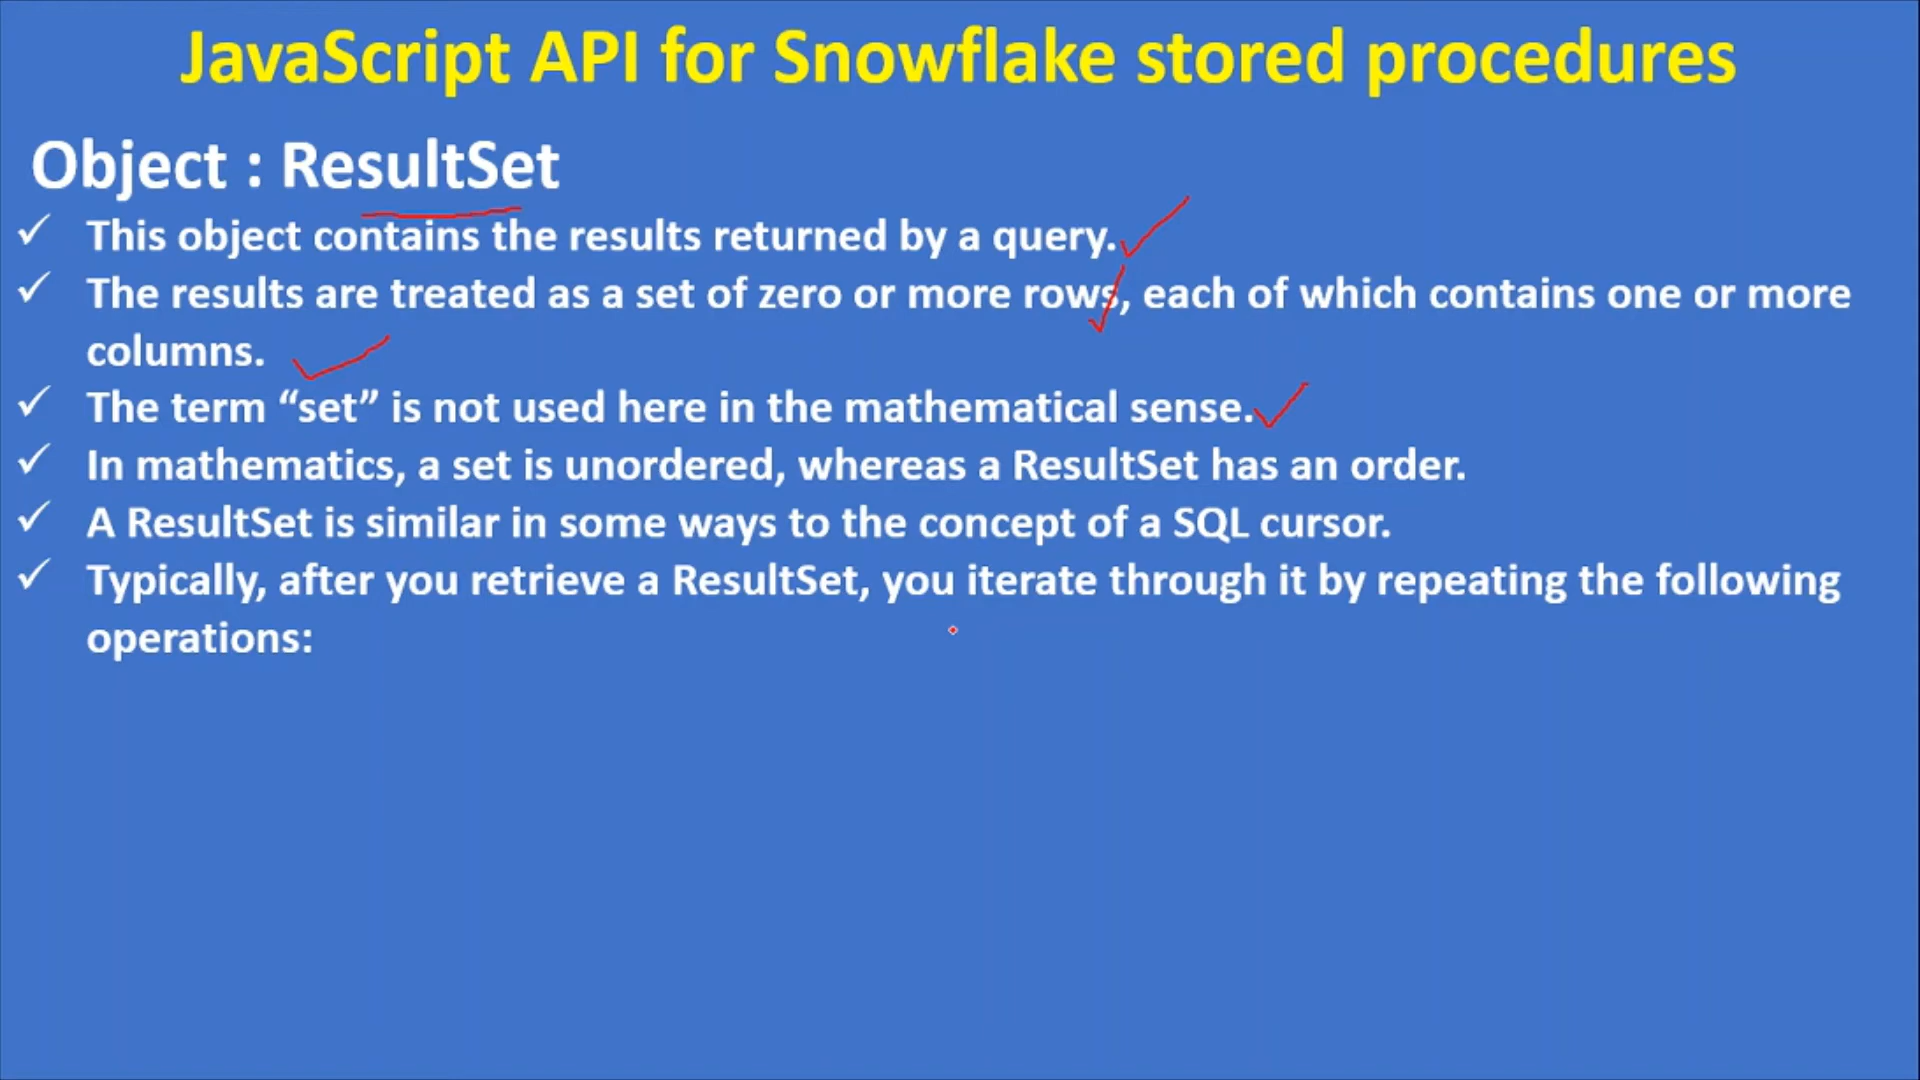 JavaScript API for Snowflake stored procedures
Object : ResultSet
This object contains the results returned by a query.
The results are treated as a set of zero or more rows, each of which contains one or more
columns.
The term “set” is not used here in the mathematical sense.
In mathematics, a set is unordered, whereas a ResultSet has an order.
A ResultSet is similar in some ways to the concept of a SQL cursor.
Typically, after you retrieve a ResultSet, you iterate through it by repeating the following
operations: